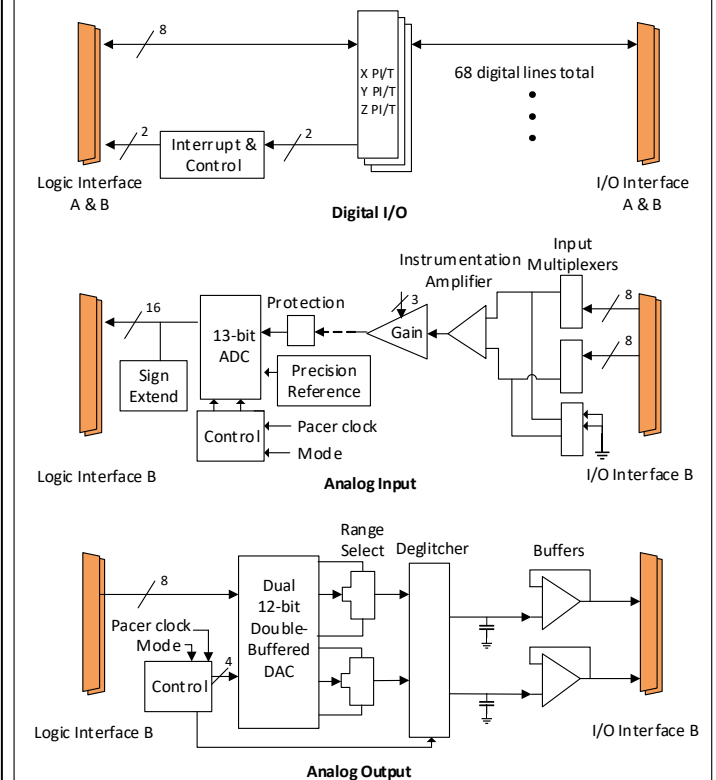 8
X PI/T
Y PI/T
Z PI/T
68 digital lines total
2
Interrupt &
Control
2
Logic Interface
A & B
I/O Interface
A & B
Digital I/O
Input
Multiplexers
Instrumentation
Amplifier
16
Protection
3
8
13-bit
ADC
Gain
8
Sign
Extend
Precision
Reference
Control
Pacer clock
Mode
Logic Interface B
I/O Interface B
Analog Input
Range
Select
Deglitcher
Buffers
8
Dual
12-bit
Double-
Buffered
DAC
Pacer clock
Mode
4
Control
Logic Interface B
I/O Interface B
Analog Output